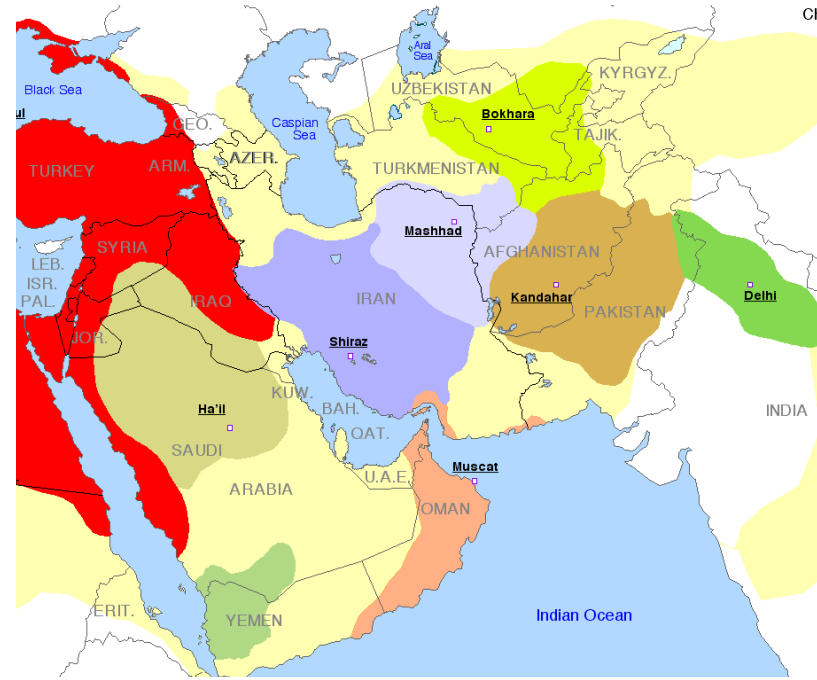 Cl
Aral
Sea
KYRGYZ.
UZBEKISTAN
Black Sea
ul
Bokhara
GEO.
Caspian
Sea
TAJIK.
AZER.
TURKEY
ARM.
TURKMENISTAN
Mashhad
SYRIA
AFGHANISTAN
LEB.
ISR.
PAL.
IRAQ
IRAN
Kandahar
PAKISTAN
Delhi
JOR.
Shiraz
KUW.
BAH.
Ha'il
INDIA
QAT.
SAUDI
U.A.E.
Muscat
ARABIA
OMAN
ERIT.
YEMEN
Indian Ocean